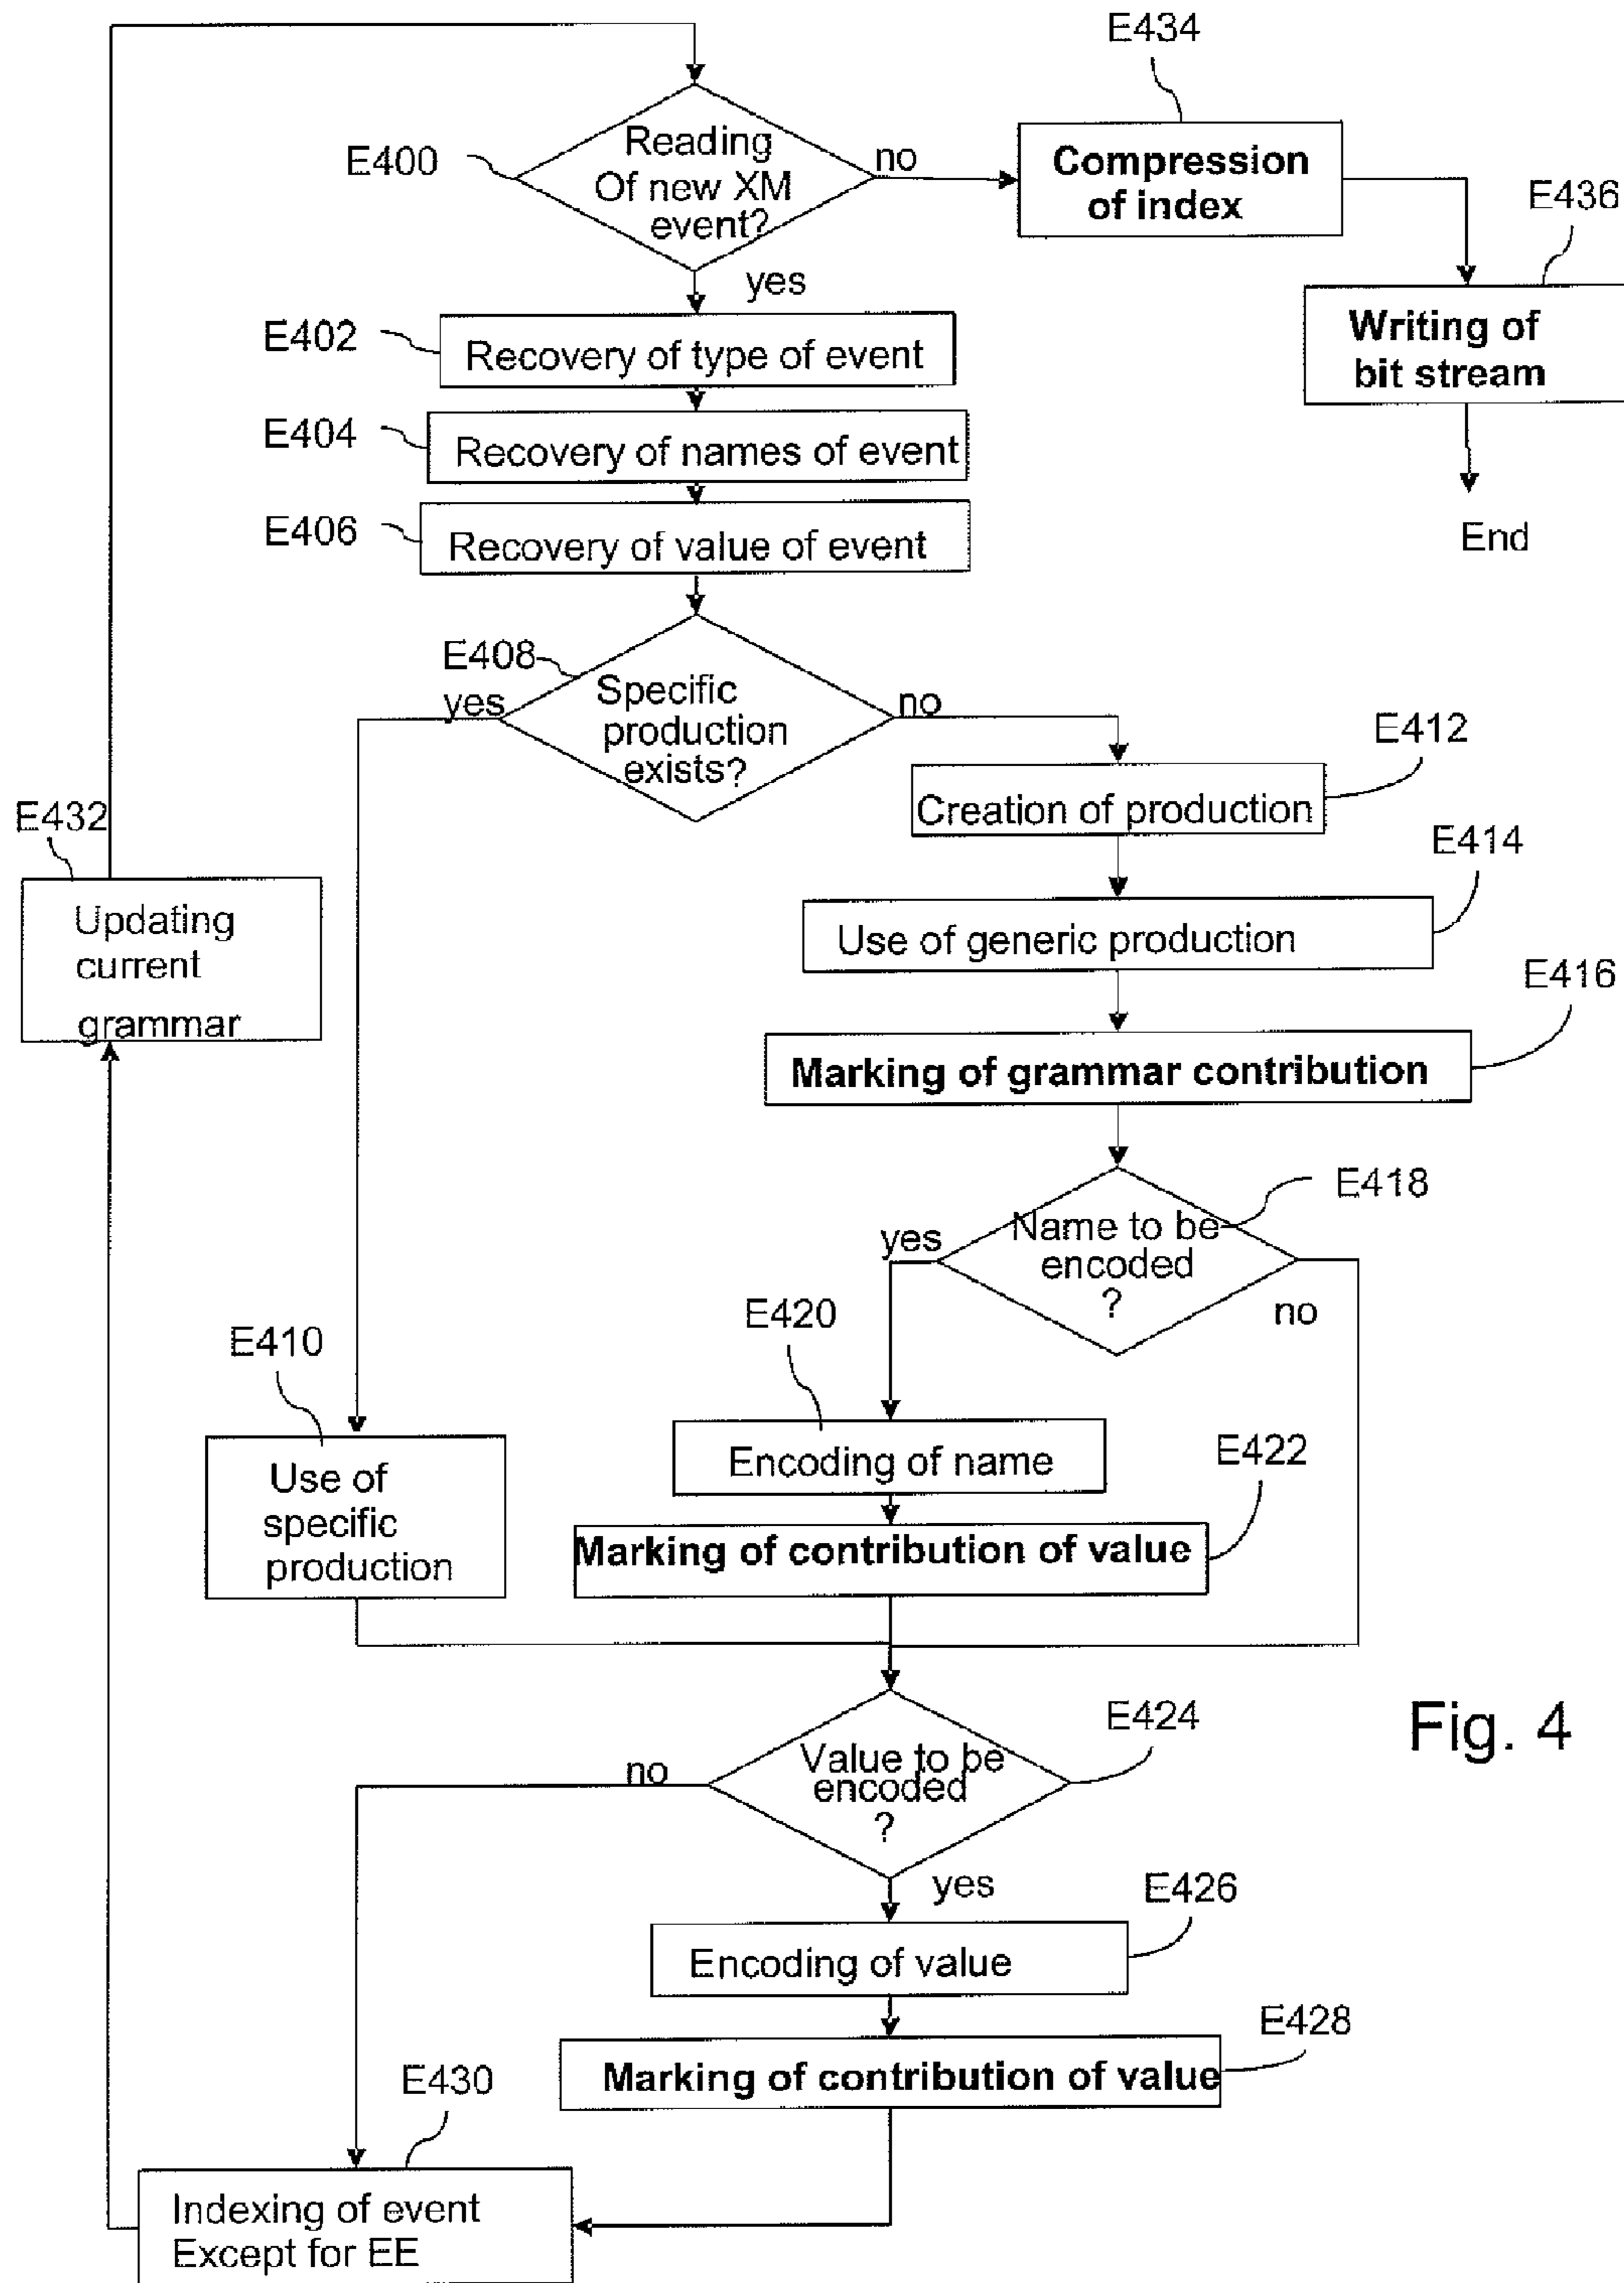 E434
E400
Reading
Of new XM
event?
no
Compression
of index
E436
yes
Writing of
bit stream
E402
Recovery of type of event
E404
Recovery of names of event
E406
Recovery of value of event
End
E408
yes
Specific
production
exists?
no
E412
Creation of production
E432
Updating
current
grammar
E414
Use of generic production
E416
Marking of grammar contribution
E418
yes
Name to be
encoded
?
no
E420
E410
Encoding of name
E422
Use of
specific
production
Marking of contribution of value
E424
no
Value to be
encoded
?
Fig. 4
yes
E426
Encoding of value
E428
Marking of contribution of value
E430
Indexing of event
Except for EE